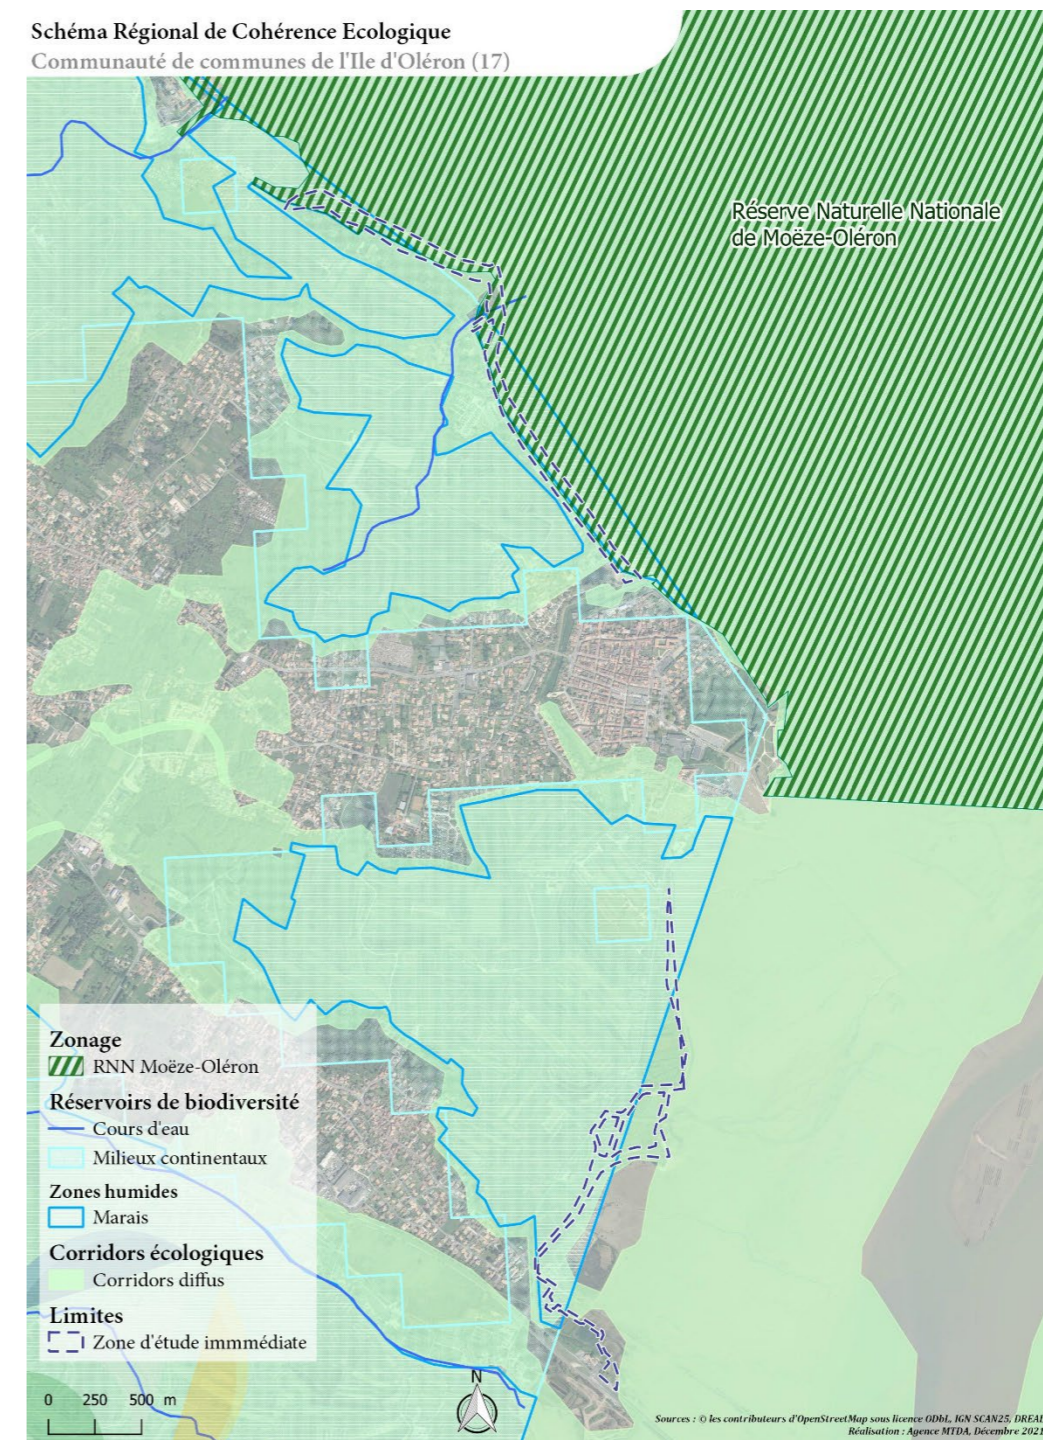 Schéma Régional de Cohérence Ecologique
Communauté de communes de l'Ile d'Oléron (17)
Réserve Naturelle Nationale
de Moëze-Oléron
Zonage
RNN Moëze-Oléron
Réservoirs de biodiversité
Cours d'eau
Milieux continentaux
Zones humides
Marais
Corridors écologiques
Corridors diffus
Limites
Zone d'étude immmédiate
0 250 500 m
N
Sources : © les contributeurs d'OpenStreetMap sous licence ODbL, IGN SCAN25, DREAL
Réalisation : Agence MTDA, Décembre 2021